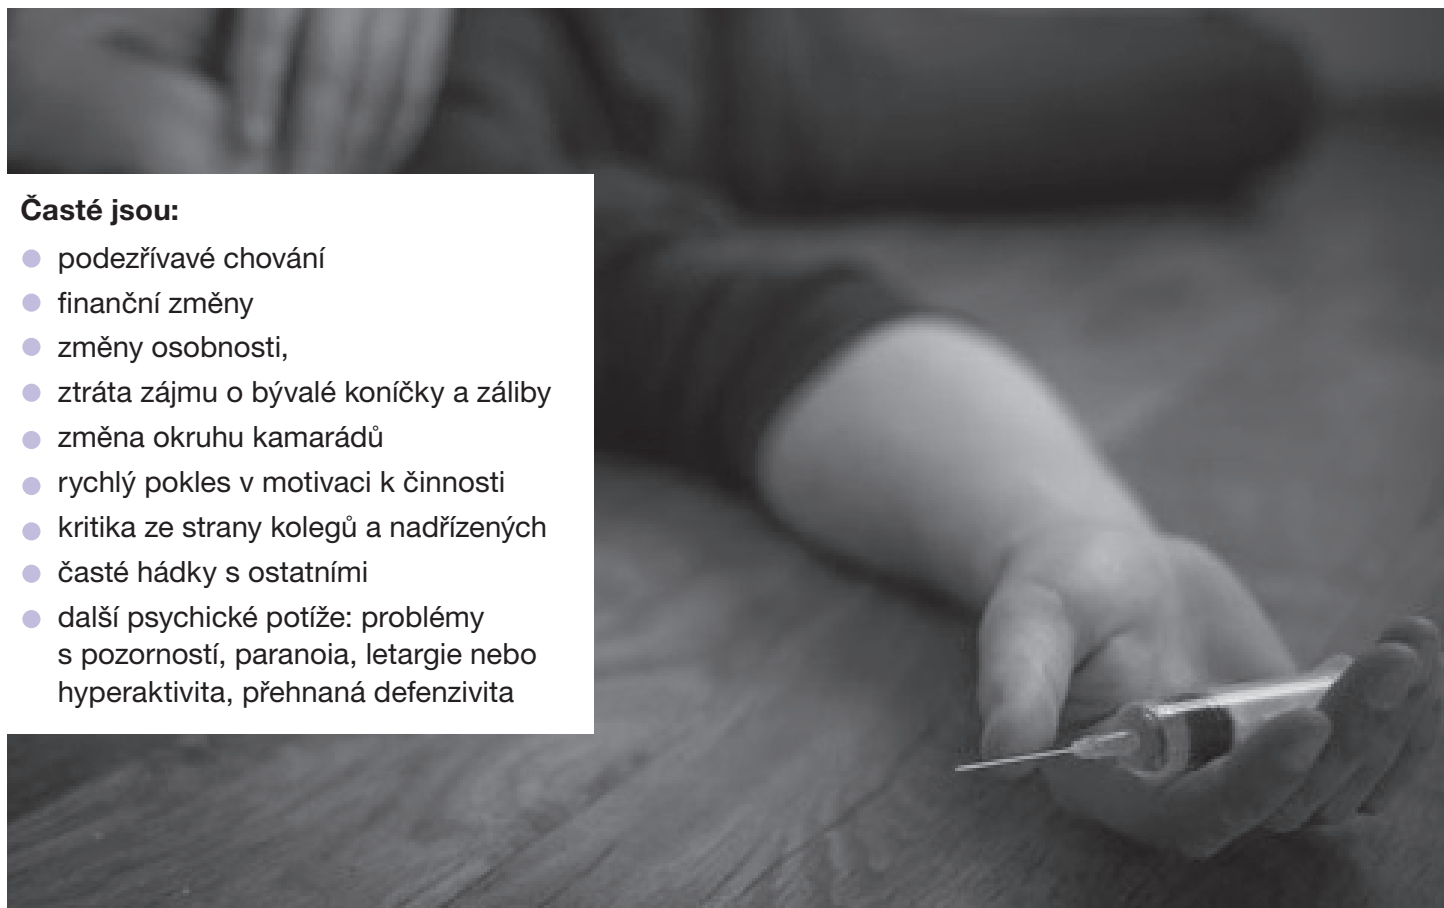 Časté jsou:
podezřívavé chování
finanční změny
změny osobnosti,
ztráta zájmu o bývalé koníčky a záliby
změna okruhu kamarádů
rychlý pokles v motivaci k činnosti
kritika ze strany kolegů a nadřízených
časté hádky s ostatními
další psychické potíže: problémy
s pozorností, paranoia, letargie nebo
hyperaktivita, přehnaná defenzivita